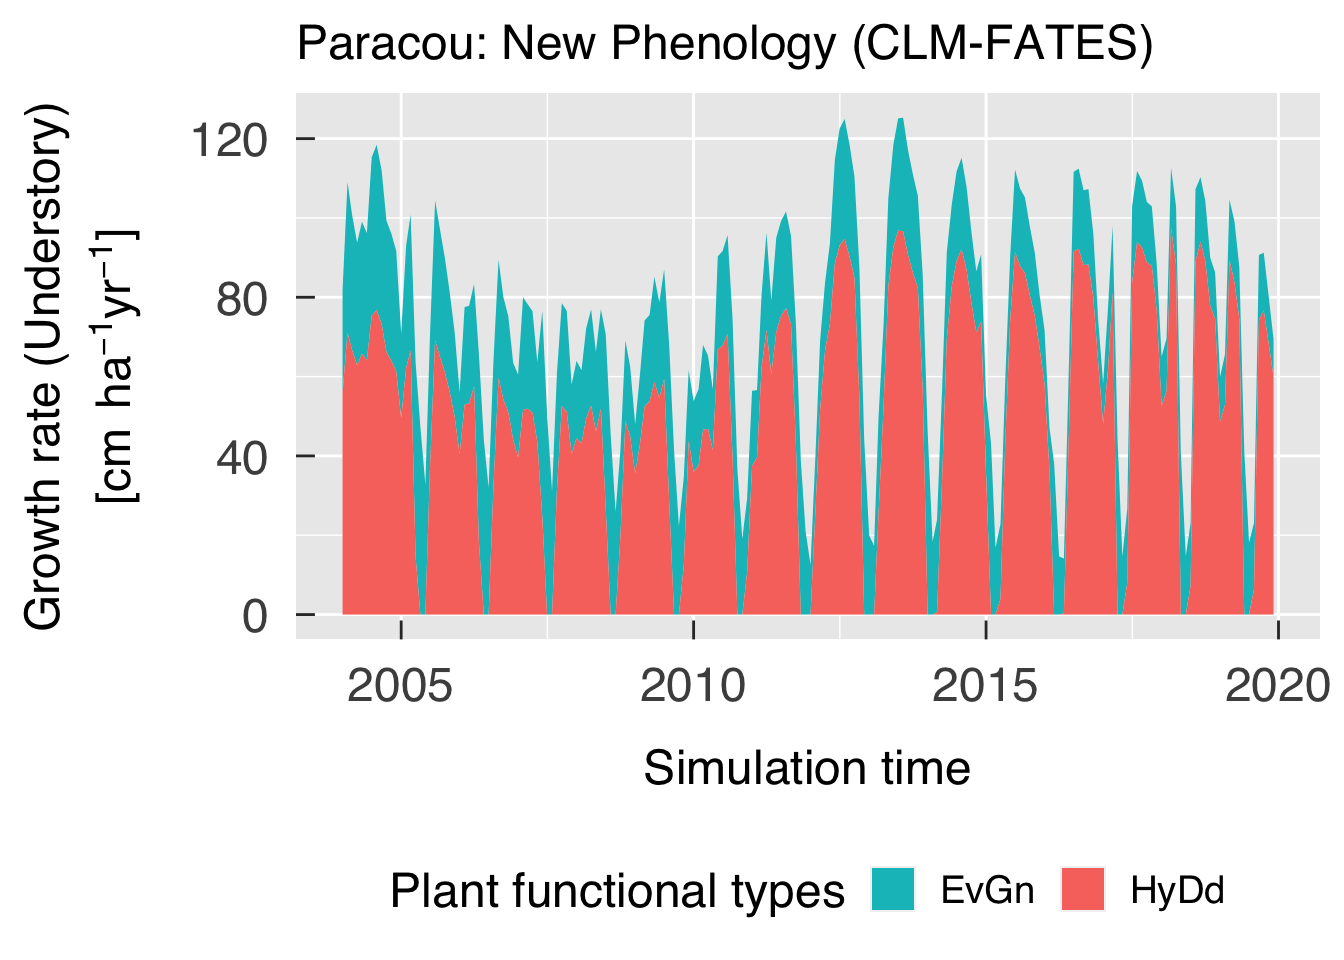 Paracou: New Phenology (CLM-FATES)
Growth rate (Understory)
[cm ha⁻¹yr⁻¹]
120
80
40
0
2005 2010 2015 2020
Simulation time
Plant functional types EvGn HyDd